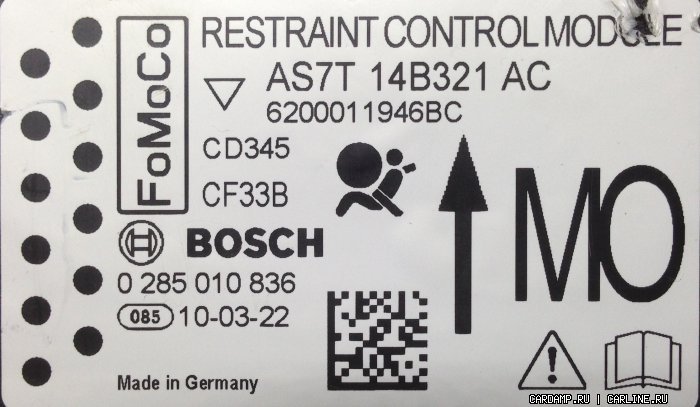 FoMoCo
RESTRAINT CONTROL MODULE
AS7T 14B321 AC
6200011946BC
CD345
CF33B
MO
BOSCH
0 285 010 836
085 10-03-22
Made in Germany
CARDAMP.RU | CARLINE.RU